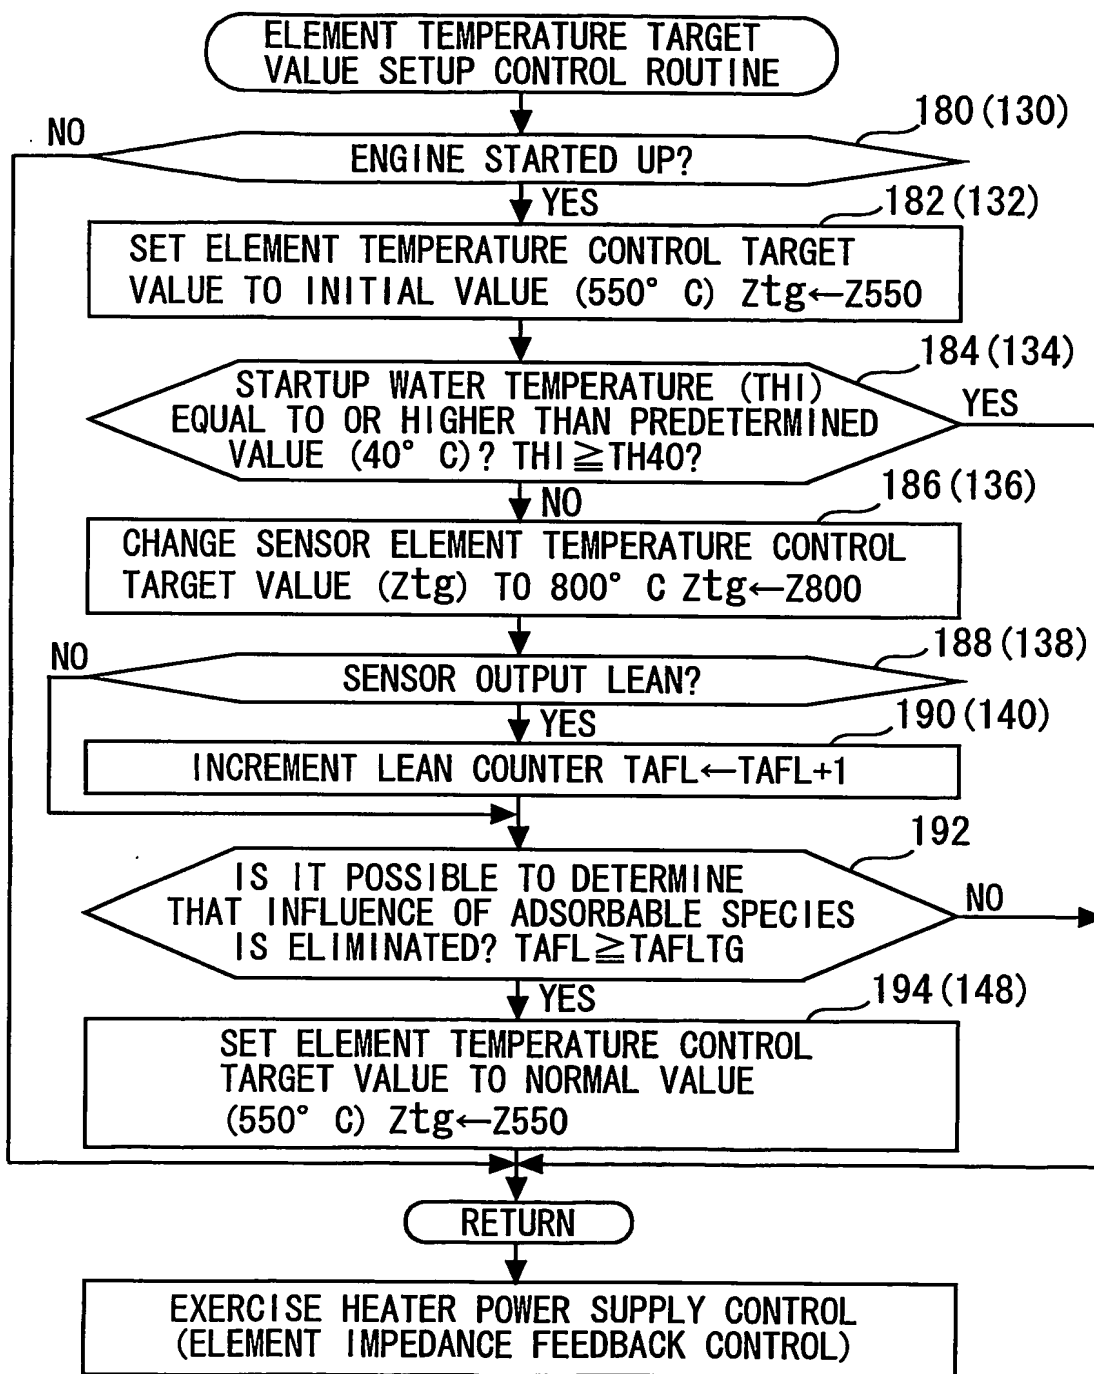 ELEMENT TEMPERATURE TARGET
VALUE SETUP CONTROL ROUTINE
180(130)
NO
ENGINE STARTED UP?
YES
182(132)
SET ELEMENT TEMPERATURE CONTROL TARGET
VALUE TO INITIAL VALUE (550° C) Ztg←Z550
184(134)
STARTUP WATER TEMPERATURE (THI)
EQUAL TO OR HIGHER THAN PREDETERMINED
VALUE (40° C)? THI≧TH40?
YES
NO
186(136)
CHANGE SENSOR ELEMENT TEMPERATURE CONTROL
TARGET VALUE (Ztg) TO 800° C Ztg←Z800
188(138)
NO
SENSOR OUTPUT LEAN?
YES
190(140)
INCREMENT LEAN COUNTER TAFL←TAFL+1
192
IS IT POSSIBLE TO DETERMINE
THAT INFLUENCE OF ADSORBABLE SPECIES
IS ELIMINATED? TAFL≧TAFLTG
NO
YES
194(148)
SET ELEMENT TEMPERATURE CONTROL
TARGET VALUE TO NORMAL VALUE
(550° C) Ztg←Z550
RETURN
EXERCISE HEATER POWER SUPPLY CONTROL
(ELEMENT IMPEDANCE FEEDBACK CONTROL)